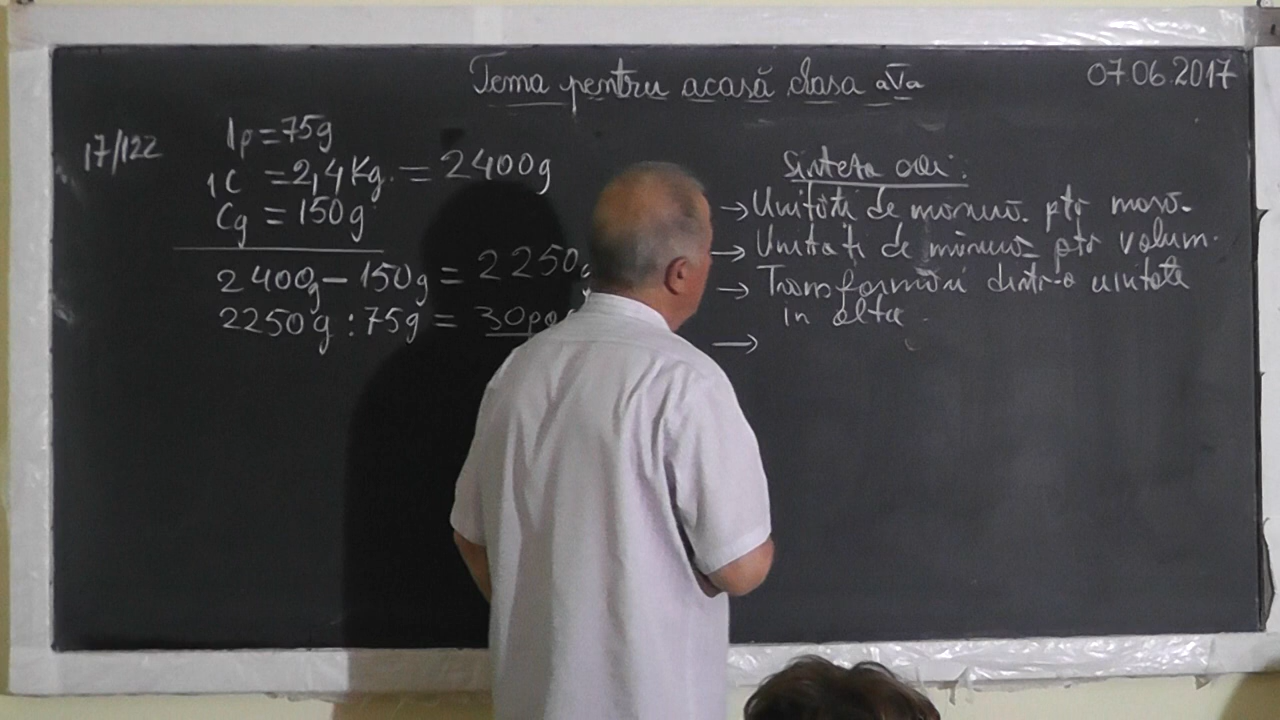 Tema pentru acasă clasa aVa
07.06.2017
17/122
1p = 75g
1C = 2,4 Kg. = 2400g
Cg = 150g
2400g - 150g = 2250g
2250g : 75g = 30
Sinteza orei:
→ Unități de măsură ptr masă.
→ Unități de măsură ptr volum.
→ Transformări dintr-o unitate
in alta.
→